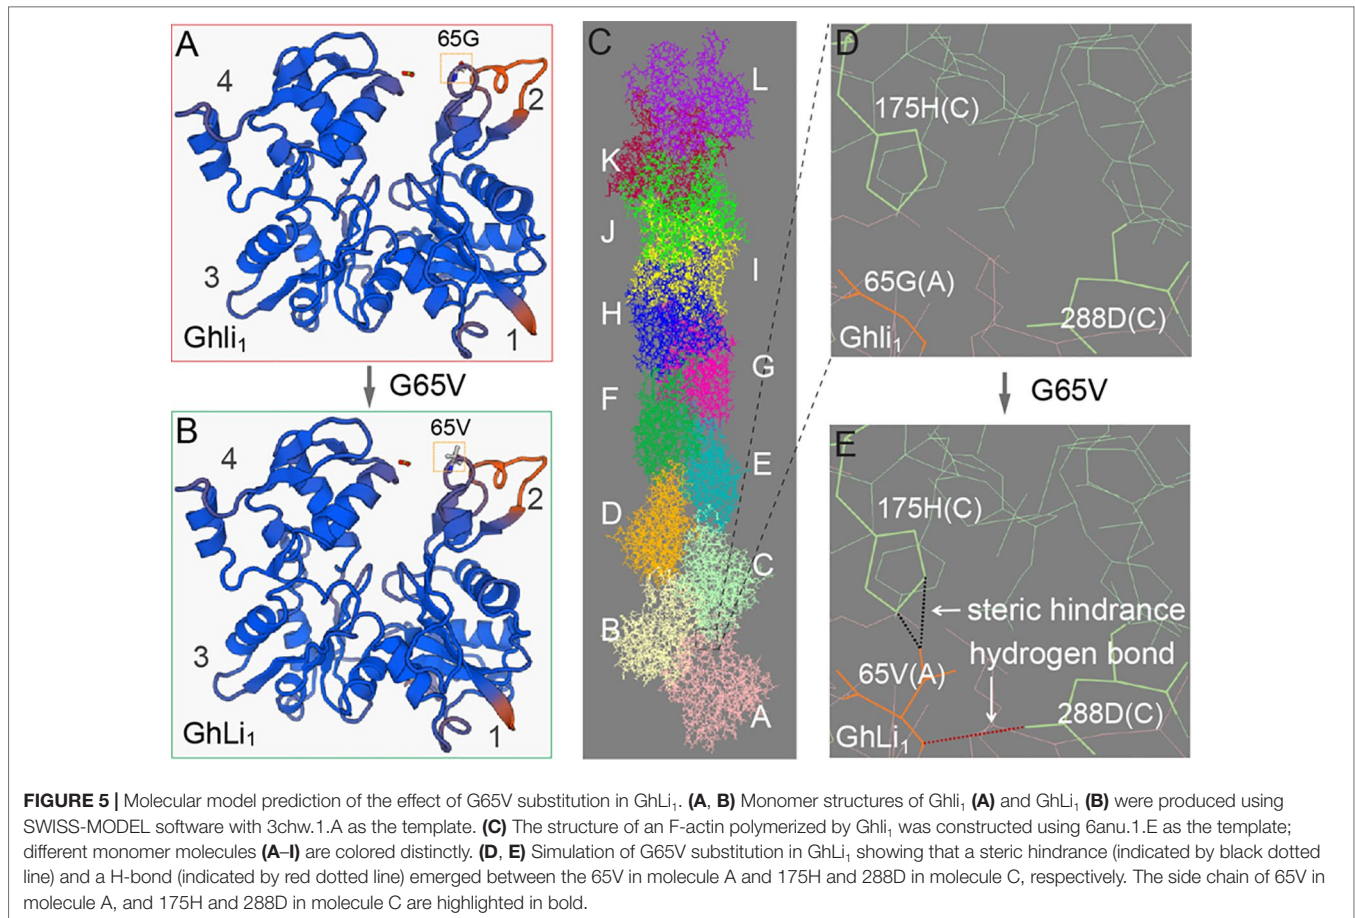 A
65G
4
2
3
1
Ghli₁
G65V
B
65V
4
2
3
1
GhLi₁
C
L
K
J
I
H
G
F
E
D
C
B
A
D
175H(C)
65G(A)
288D(C)
Ghli₁
G65V
E
175H(C)
steric hindrance
hydrogen bond
65V(A)
288D(C)
GhLi₁
FIGURE 5 | Molecular model prediction of the effect of G65V substitution in GhLi₁. (A, B) Monomer structures of Ghli₁ (A) and GhLi₁ (B) were produced using
SWISS-MODEL software with 3chw.1.A as the template. (C) The structure of an F-actin polymerized by Ghli₁ was constructed using 6anu.1.E as the template;
different monomer molecules (A–I) are colored distinctly. (D, E) Simulation of G65V substitution in GhLi₁ showing that a steric hindrance (indicated by black dotted
line) and a H-bond (indicated by red dotted line) emerged between the 65V in molecule A and 175H and 288D in molecule C, respectively. The side chain of 65V in
molecule A, and 175H and 288D in molecule C are highlighted in bold.